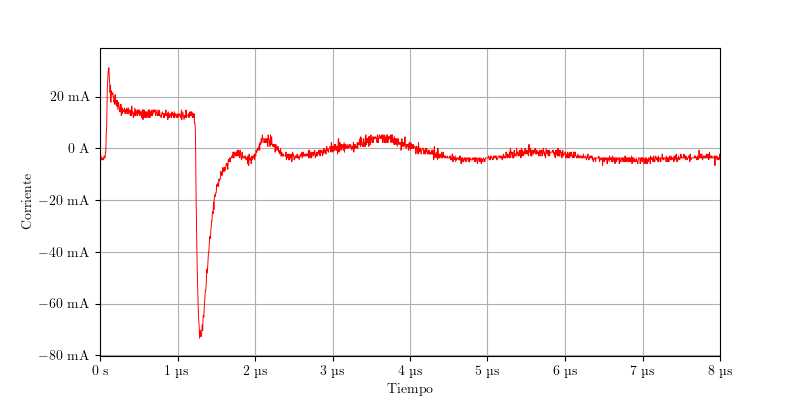 20 mA
0 A
−20 mA
−40 mA
−60 mA
−80 mA
Corriente
0 s 1 µs 2 µs 3 µs 4 µs 5 µs 6 µs 7 µs 8 µs
Tiempo